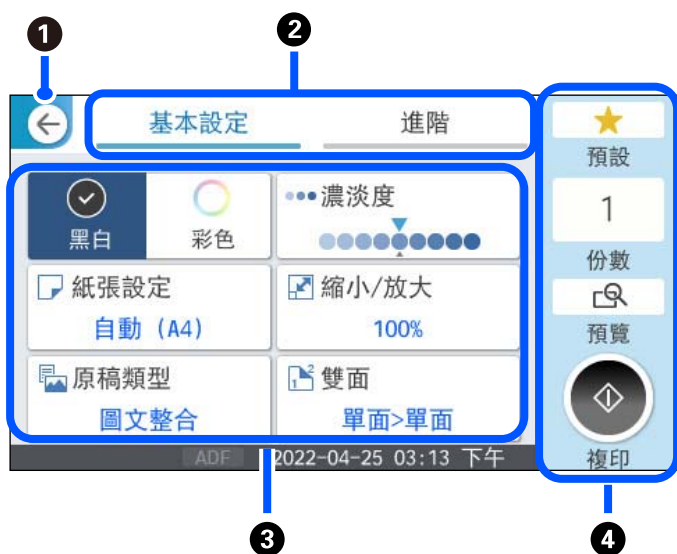 1
2
基本設定
進階
預設
1
份數
預覽
複印
黑白
彩色
濃淡度
紙張設定
自動 (A4)
縮小/放大
100%
原稿類型
圖文整合
1 2
雙面
單面>單面
ADF
2022-04-25 03:13 下午
3
4